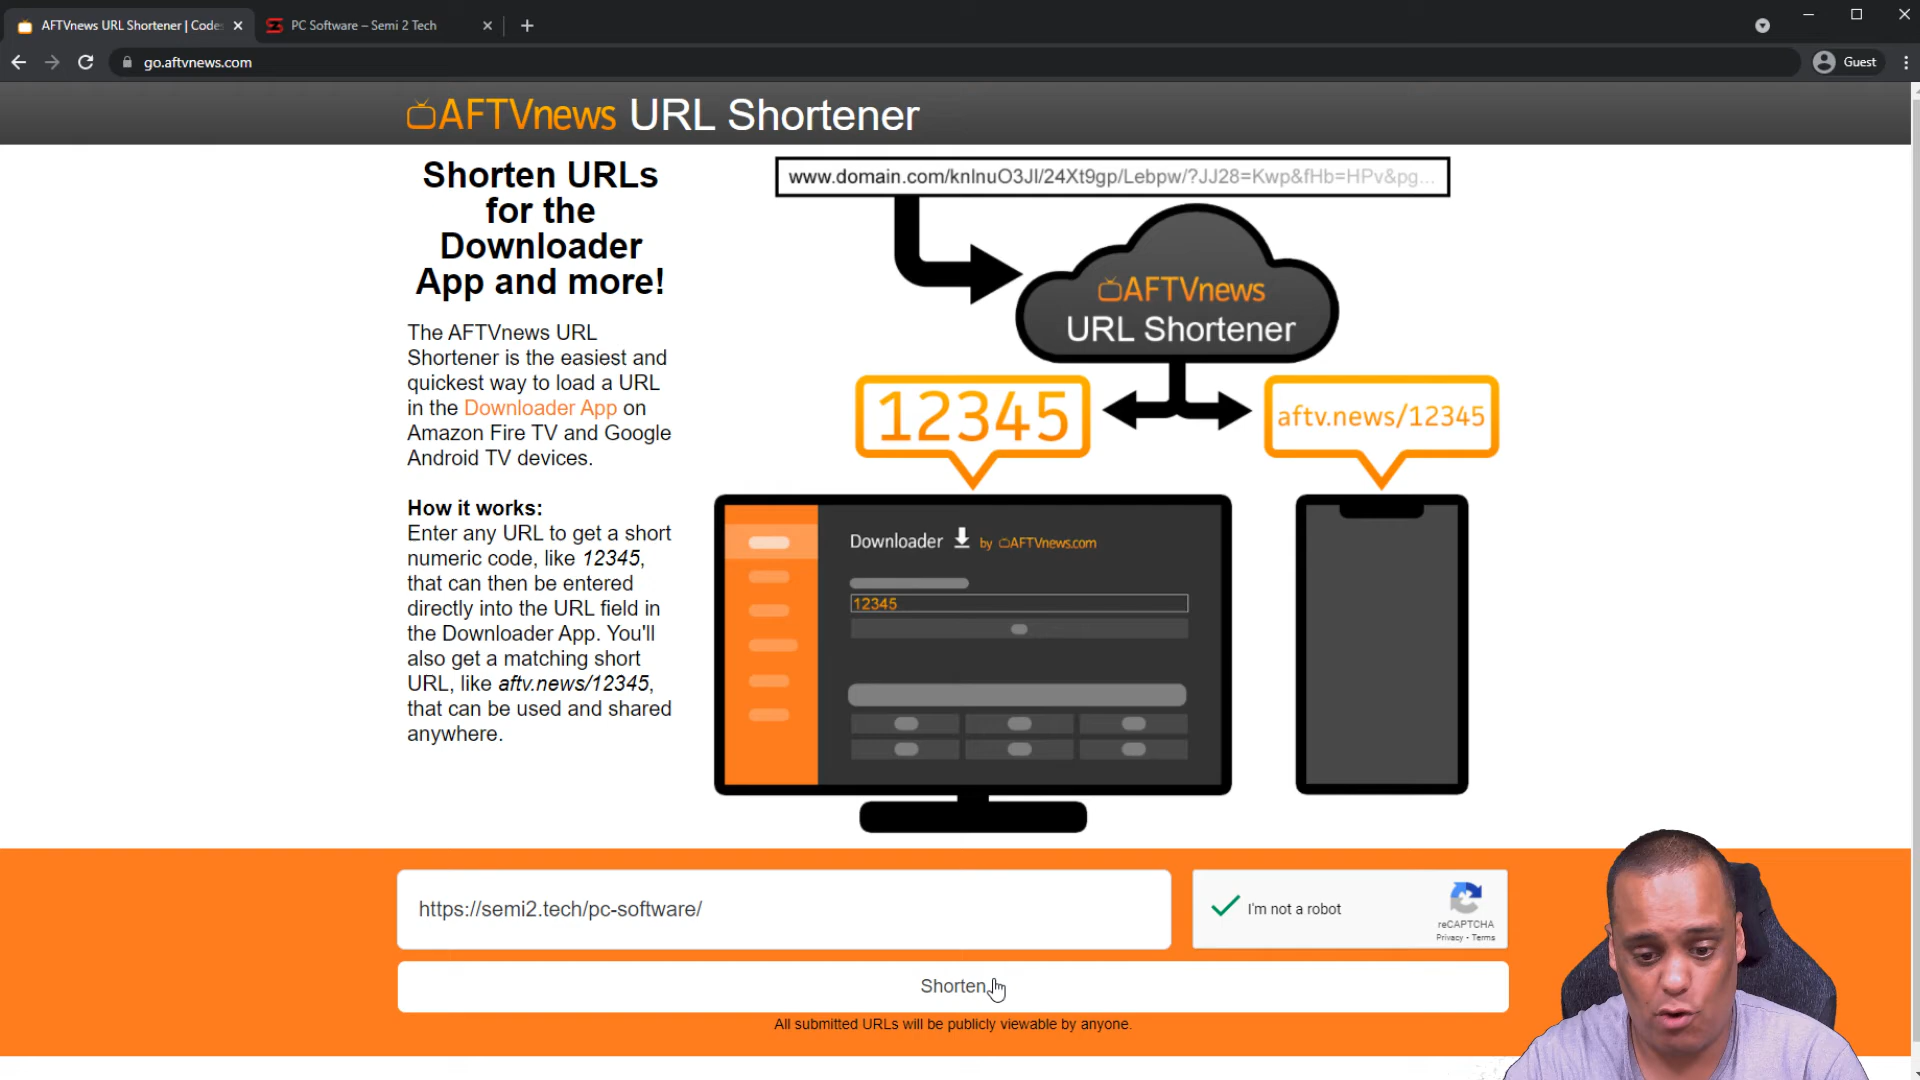 AFTVnews URL Shortener | Codes
PC Software – Semi 2 Tech
go.aftvnews.com
Guest
AFTVnews URL Shortener
Shorten URLs
for the
Downloader
App and more!
The AFTVnews URL
Shortener is the easiest and
quickest way to load a URL
in the Downloader App on
Amazon Fire TV and Google
Android TV devices.
How it works:
Enter any URL to get a short
numeric code, like 12345,
that can then be entered
directly into the URL field in
the Downloader App. You'll
also get a matching short
URL, like aftv.news/12345,
that can be used and shared
anywhere.
www.domain.com/knlnuO3Jl/24Xt9gp/Lebpw/?JJ28=Kwp&fHb=HPv&pg...
AFTVnews
URL Shortener
12345
aftv.news/12345
Downloader by AFTVnews.com
12345
https://semi2.tech/pc-software/
I'm not a robot
reCAPTCHA
Privacy - Terms
Shorten
All submitted URLs will be publicly viewable by anyone.